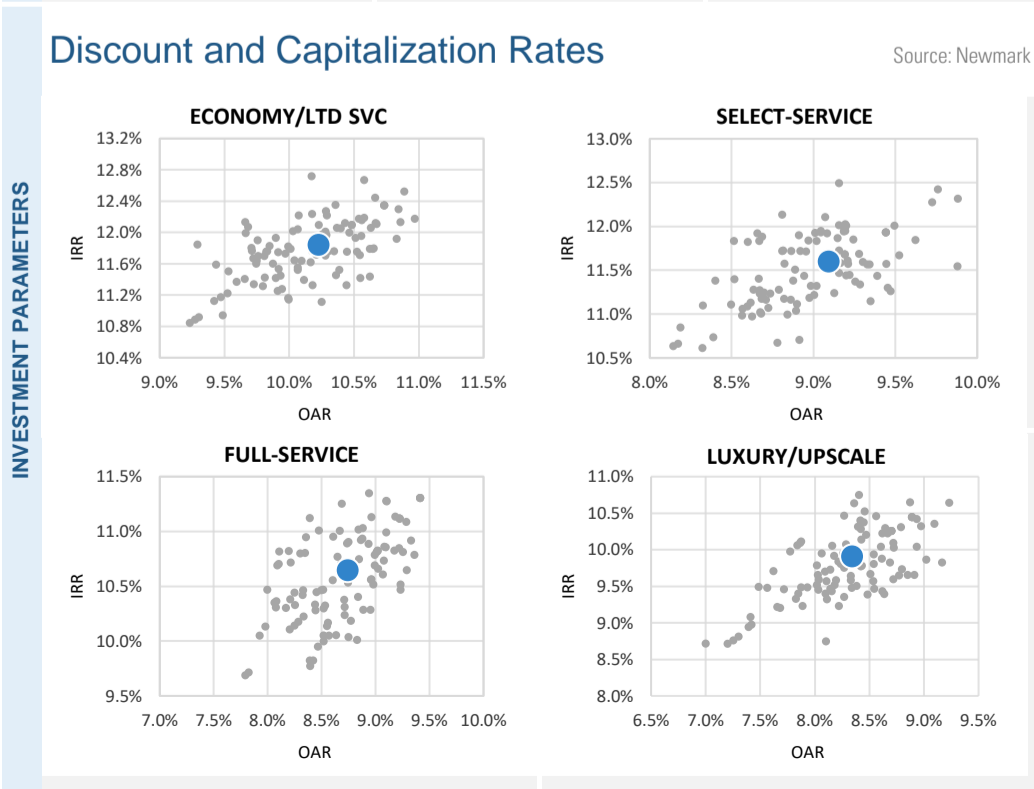 Discount and Capitalization Rates
Source: Newmark
INVESTMENT PARAMETERS
ECONOMY/LTD SVC
13.2%
12.8%
12.4%
12.0%
11.6%
11.2%
10.8%
10.4%
IRR
9.0% 9.5% 10.0% 10.5% 11.0% 11.5%
OAR
SELECT-SERVICE
13.0%
12.5%
12.0%
11.5%
11.0%
10.5%
IRR
8.0% 8.5% 9.0% 9.5% 10.0%
OAR
FULL-SERVICE
11.5%
11.0%
10.5%
10.0%
9.5%
IRR
7.0% 7.5% 8.0% 8.5% 9.0% 9.5% 10.0%
OAR
LUXURY/UPSCALE
11.0%
10.5%
10.0%
9.5%
9.0%
8.5%
8.0%
IRR
6.5% 7.0% 7.5% 8.0% 8.5% 9.0% 9.5%
OAR